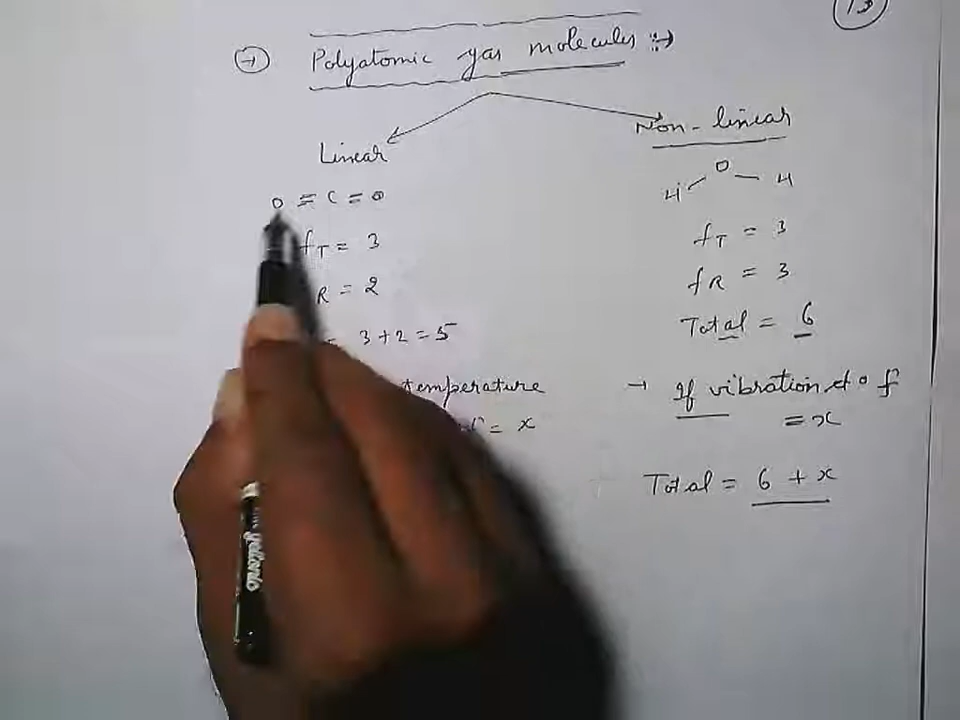 13
→ Polyatomic gas molecules :→
Linear
O = C = O
fT = 3
R = 2
= 3 + 2 = 5
temperature
= x
Non-linear
H O H
fT = 3
fR = 3
Total = 6
→ If vibration d o f
= x
Total = 6 + x